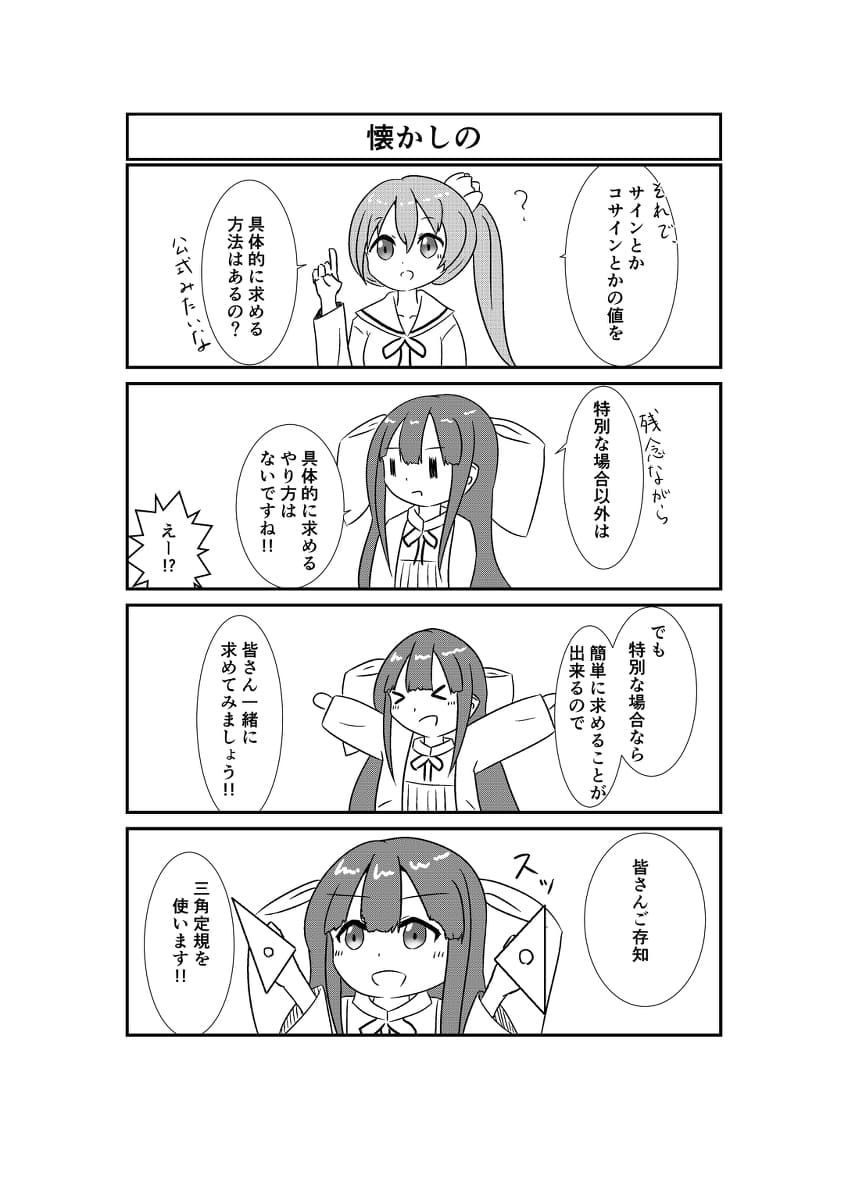 懐かしの
それで、
サインとか
コサインとかの値を
?
具体的に求める
方法はあるの?
公式みたいな
残念ながら
特別な場合以外は
具体的に求める
やり方は
ないですね!!
えー!?
でも
特別な場合なら
簡単に求めることが
出来るので
皆さん一緒に
求めてみましょう!!
皆さんご存知
スッ
三角定規を
使います!!